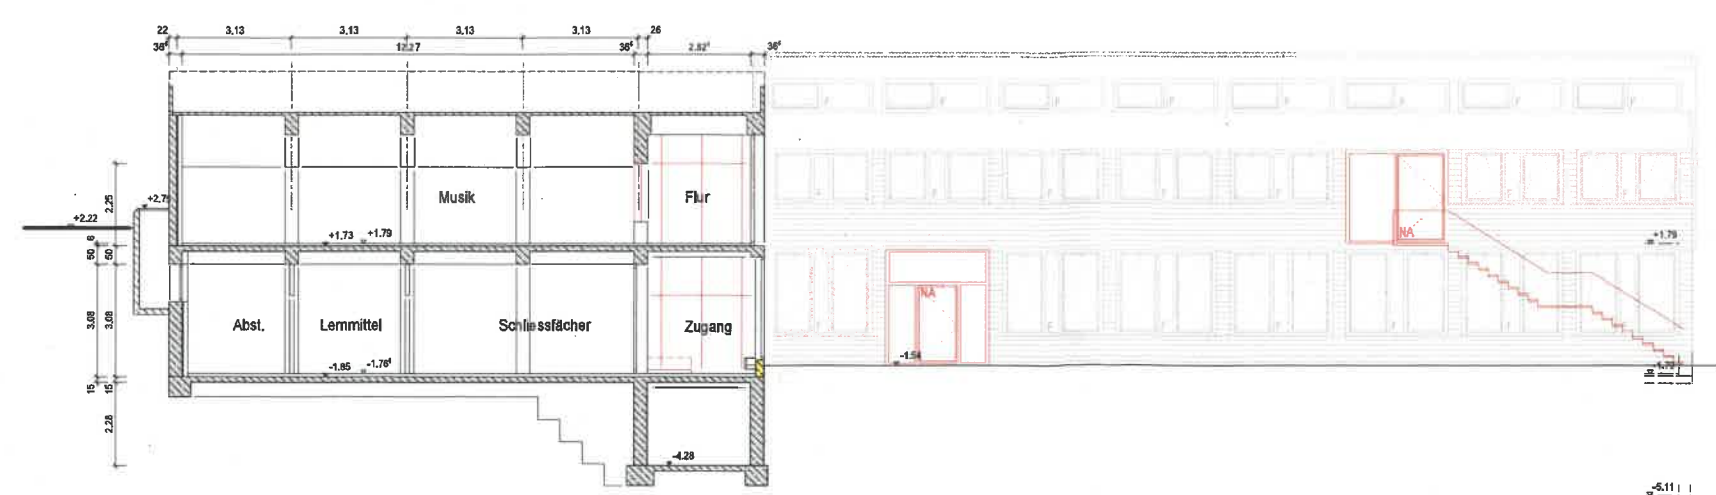 22 3,13 3,13 3,13 3,13 26
36⁵ 12,27 36⁵ 2,82⁵ 36⁵
F F F F F F F F
2,25
+2.75
+2.22
Musik
Flur
+1.73 +1.79
+1.79
6
50 50
NA
NA
3,08 3,08
Abst.
Lernmittel
Schliessfächer
Zugang
-1.54
-1.85 -1.76⁵
15 15
2,28
-4.28
-5.11